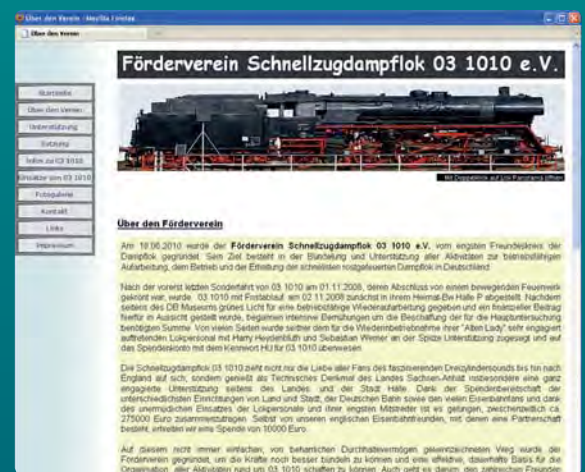 Über den Verein - Mozilla Firefox
Über den Verein
Förderverein Schnellzugdampflok 03 1010 e.V.
Startseite
Über den Verein
Unterstützung
Satzung
Infos zu 03 1010
Einsätze von 03 1010
Fotogalerie
Kontakt
Links
Impressum
Mit Doppelklick auf Lok Panorama öffnen
Über den Förderverein
Am 19.06.2010 wurde der Förderverein Schnellzugdampflok 03 1010 e.V. vom engsten Freundeskreis der
Dampflok gegründet. Sein Ziel besteht in der Bündelung und Unterstützung aller Aktivitäten zur betriebsfähigen
Aufarbeitung, dem Betrieb und der Erhaltung der schnellsten rostgefeuerten Dampflok in Deutschland.
Nach der vorerst letzten Sonderfahrt von 03 1010 am 01.11.2008, deren Abschluss von einem bewegenden Feuerwerk
gekrönt war, wurde 03 1010 mit Fristablauf am 02.11.2008 zunächst in ihrem Heimat-Bw Halle P abgestellt. Nachdem
seitens des DB Museums grünes Licht für eine betriebsfähige Wiederaufarbeitung gegeben und ein finanzieller Beitrag
hierfür in Aussicht gestellt wurde, begannen intensive Bemühungen um die Beschaffung der für die Hauptuntersuchung
benötigten Summe. Von vielen Seiten wurde seither dem für die Wiederinbetriebnahme ihrer "Alten Lady" sehr engagiert
auftretenden Lokpersonal mit Harry Heydenbluth und Sebastian Werner an der Spitze Unterstützung zugesagt und auf
das Spendenkonto mit dem Kennwort HU für 03 1010 überwiesen.
Die Schnellzugdampflok 03 1010 zieht nicht nur die Liebe aller Fans des faszinierenden Dreizylindersounds bis hin nach
England auf sich, sondern genießt als Technisches Denkmal des Landes Sachsen-Anhalt insbesondere eine ganz
engagierte Unterstützung seitens des Landes und der Stadt Halle. Dank der Spendenbereitschaft der
unterschiedlichsten Einrichtungen von Land und Stadt, der Deutschen Bahn sowie den vielen Eisenbahnfans und dank
des unermüdlichen Einsatzes der Lokpersonale und ihrer engsten Mitstreiter ist es gelungen, zwischenzeitlich ca.
275000 Euro zusammenzutragen. Selbst von unseren englischen Eisenbahnfreunden, mit denen eine Partnerschaft
besteht, erhielten wir eine Spende von 10000 Euro.
Auf diesem nicht immer einfachen, von beharrlichem Durchhaltevermögen gekennzeichneten Weg wurde der
Förderverein gegründet, um die Kräfte noch besser bündeln zu können und eine effektive, dauerhafte Basis für die
Organisation aller Aktivitäten rund um 03 1010 schaffen zu können. Auch geht es darum, den zahlreichen Freunden